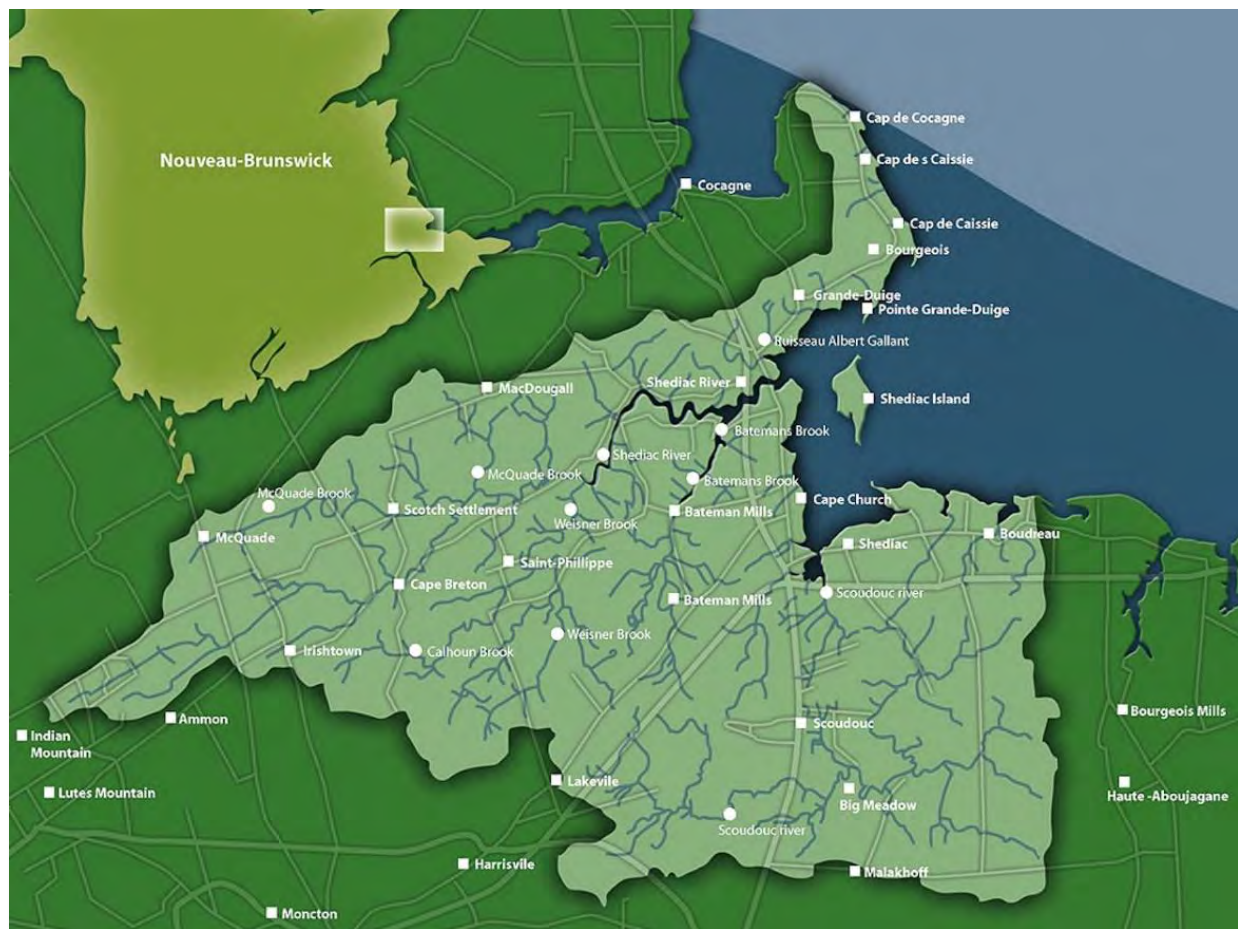 Cap de Cocagne
Nouveau-Brunswick
Cap de s Caissie
Cocagne
Cap de Caissie
Bourgeois
Grande-Duige
Pointe Grande-Duige
Ruisseau Albert Gallant
Shediac River
MacDougall
Shediac Island
Batemans Brook
Shediac River
McQuade Brook
Batemans Brook
McQuade Brook
Cape Church
Scotch Settlement
Bateman Mills
Weisner Brook
McQuade
Boudreau
Shediac
Saint-Phillippe
Cape Breton
Scoudouc river
Bateman Mills
Weisner Brook
Irishtown
Calhoun Brook
Bourgeois Mills
Ammon
Scoudouc
Indian
Mountain
Lakevile
Lutes Mountain
Haute -Aboujagane
Big Meadow
Scoudouc river
Harrisvile
Malakhoff
Moncton